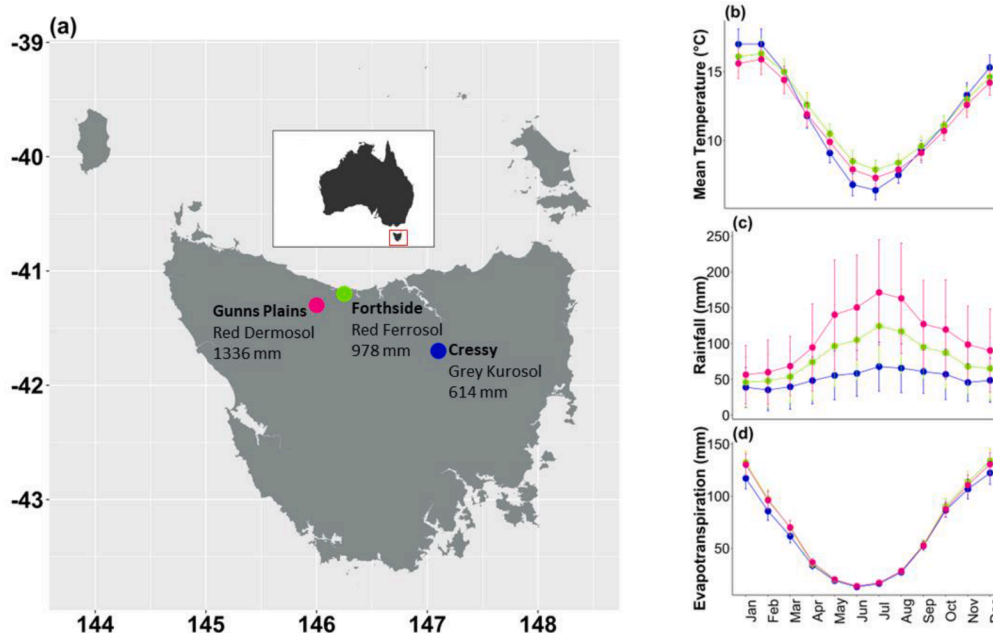 (a)
-39
-40
-41
-42
-43
144
145
146
147
148
Gunns Plains
Red Dermosol
1336 mm
Forthside
Red Ferrosol
978 mm
Cressy
Grey Kurosol
614 mm
(b)
Mean Temperature (°C)
15
10
(c)
Rainfall (mm)
250
200
150
100
50
0
(d)
Evapotranspiration (mm)
150
100
50
Jan
Feb
Mar
Apr
May
Jun
Jul
Aug
Sep
Oct
Nov